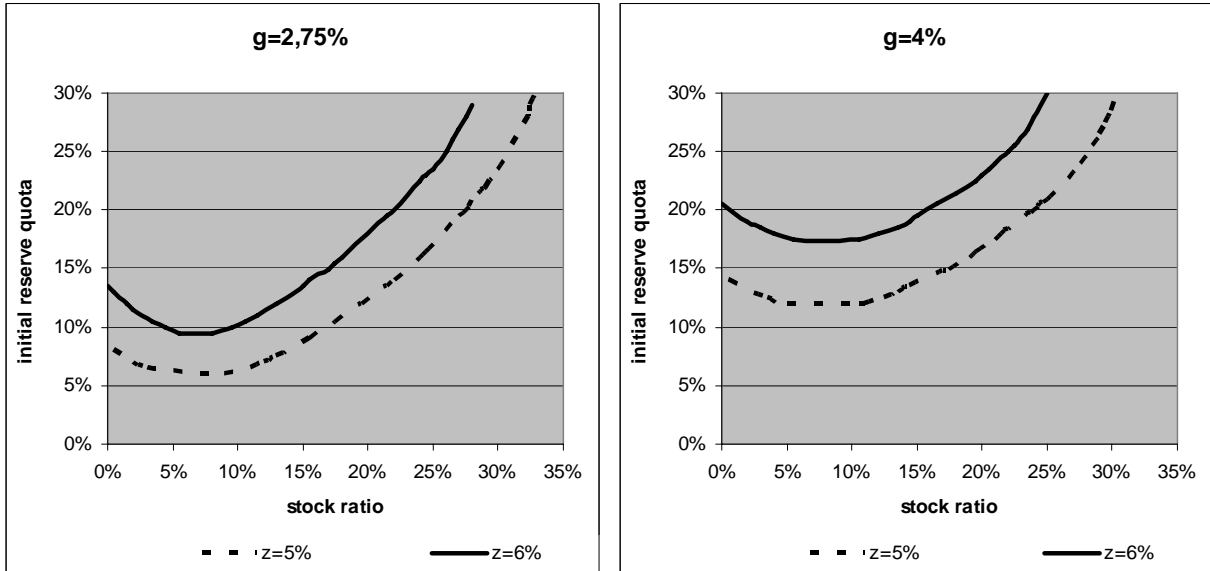 g=2,75%
initial reserve quota
30%
25%
20%
15%
10%
5%
0%
0% 5% 10% 15% 20% 25% 30% 35%
stock ratio
z=5% z=6%
g=4%
initial reserve quota
30%
25%
20%
15%
10%
5%
0%
0% 5% 10% 15% 20% 25% 30% 35%
stock ratio
z=5% z=6%